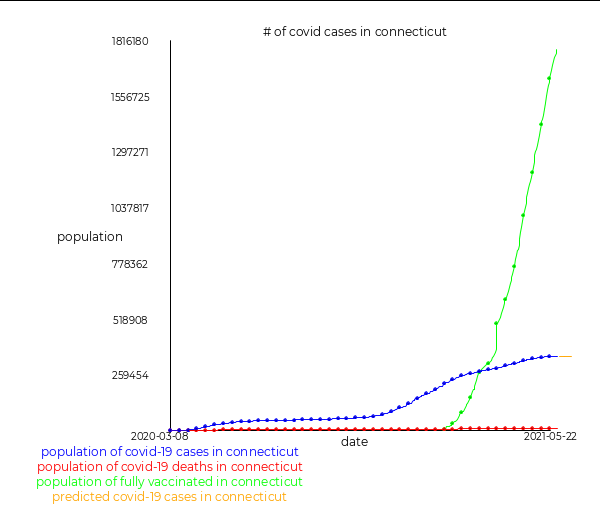 # of covid cases in connecticut
1816180
1556725
1297271
1037817
population
778362
518908
259454
2020-03-08
date
2021-05-22
population of covid-19 cases in connecticut
population of covid-19 deaths in connecticut
population of fully vaccinated in connecticut
predicted covid-19 cases in connecticut